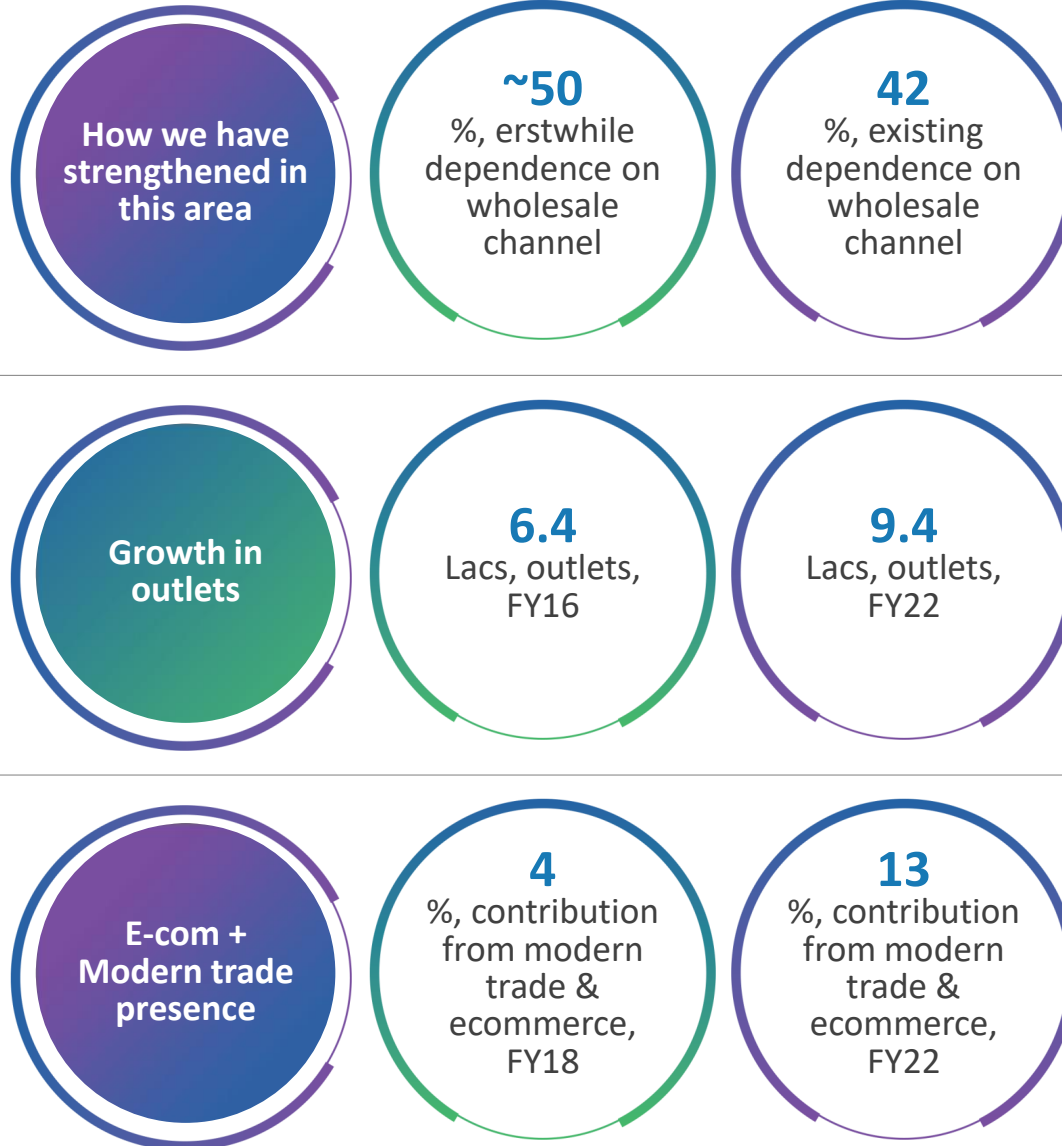 How we have
strengthened in
this area
~50
%, erstwhile
dependence on
wholesale
channel
42
%, existing
dependence on
wholesale
channel
Growth in
outlets
6.4
Lacs, outlets,
FY16
9.4
Lacs, outlets,
FY22
E-com +
Modern trade
presence
4
%, contribution
from modern
trade &
ecommerce,
FY18
13
%, contribution
from modern
trade &
ecommerce,
FY22